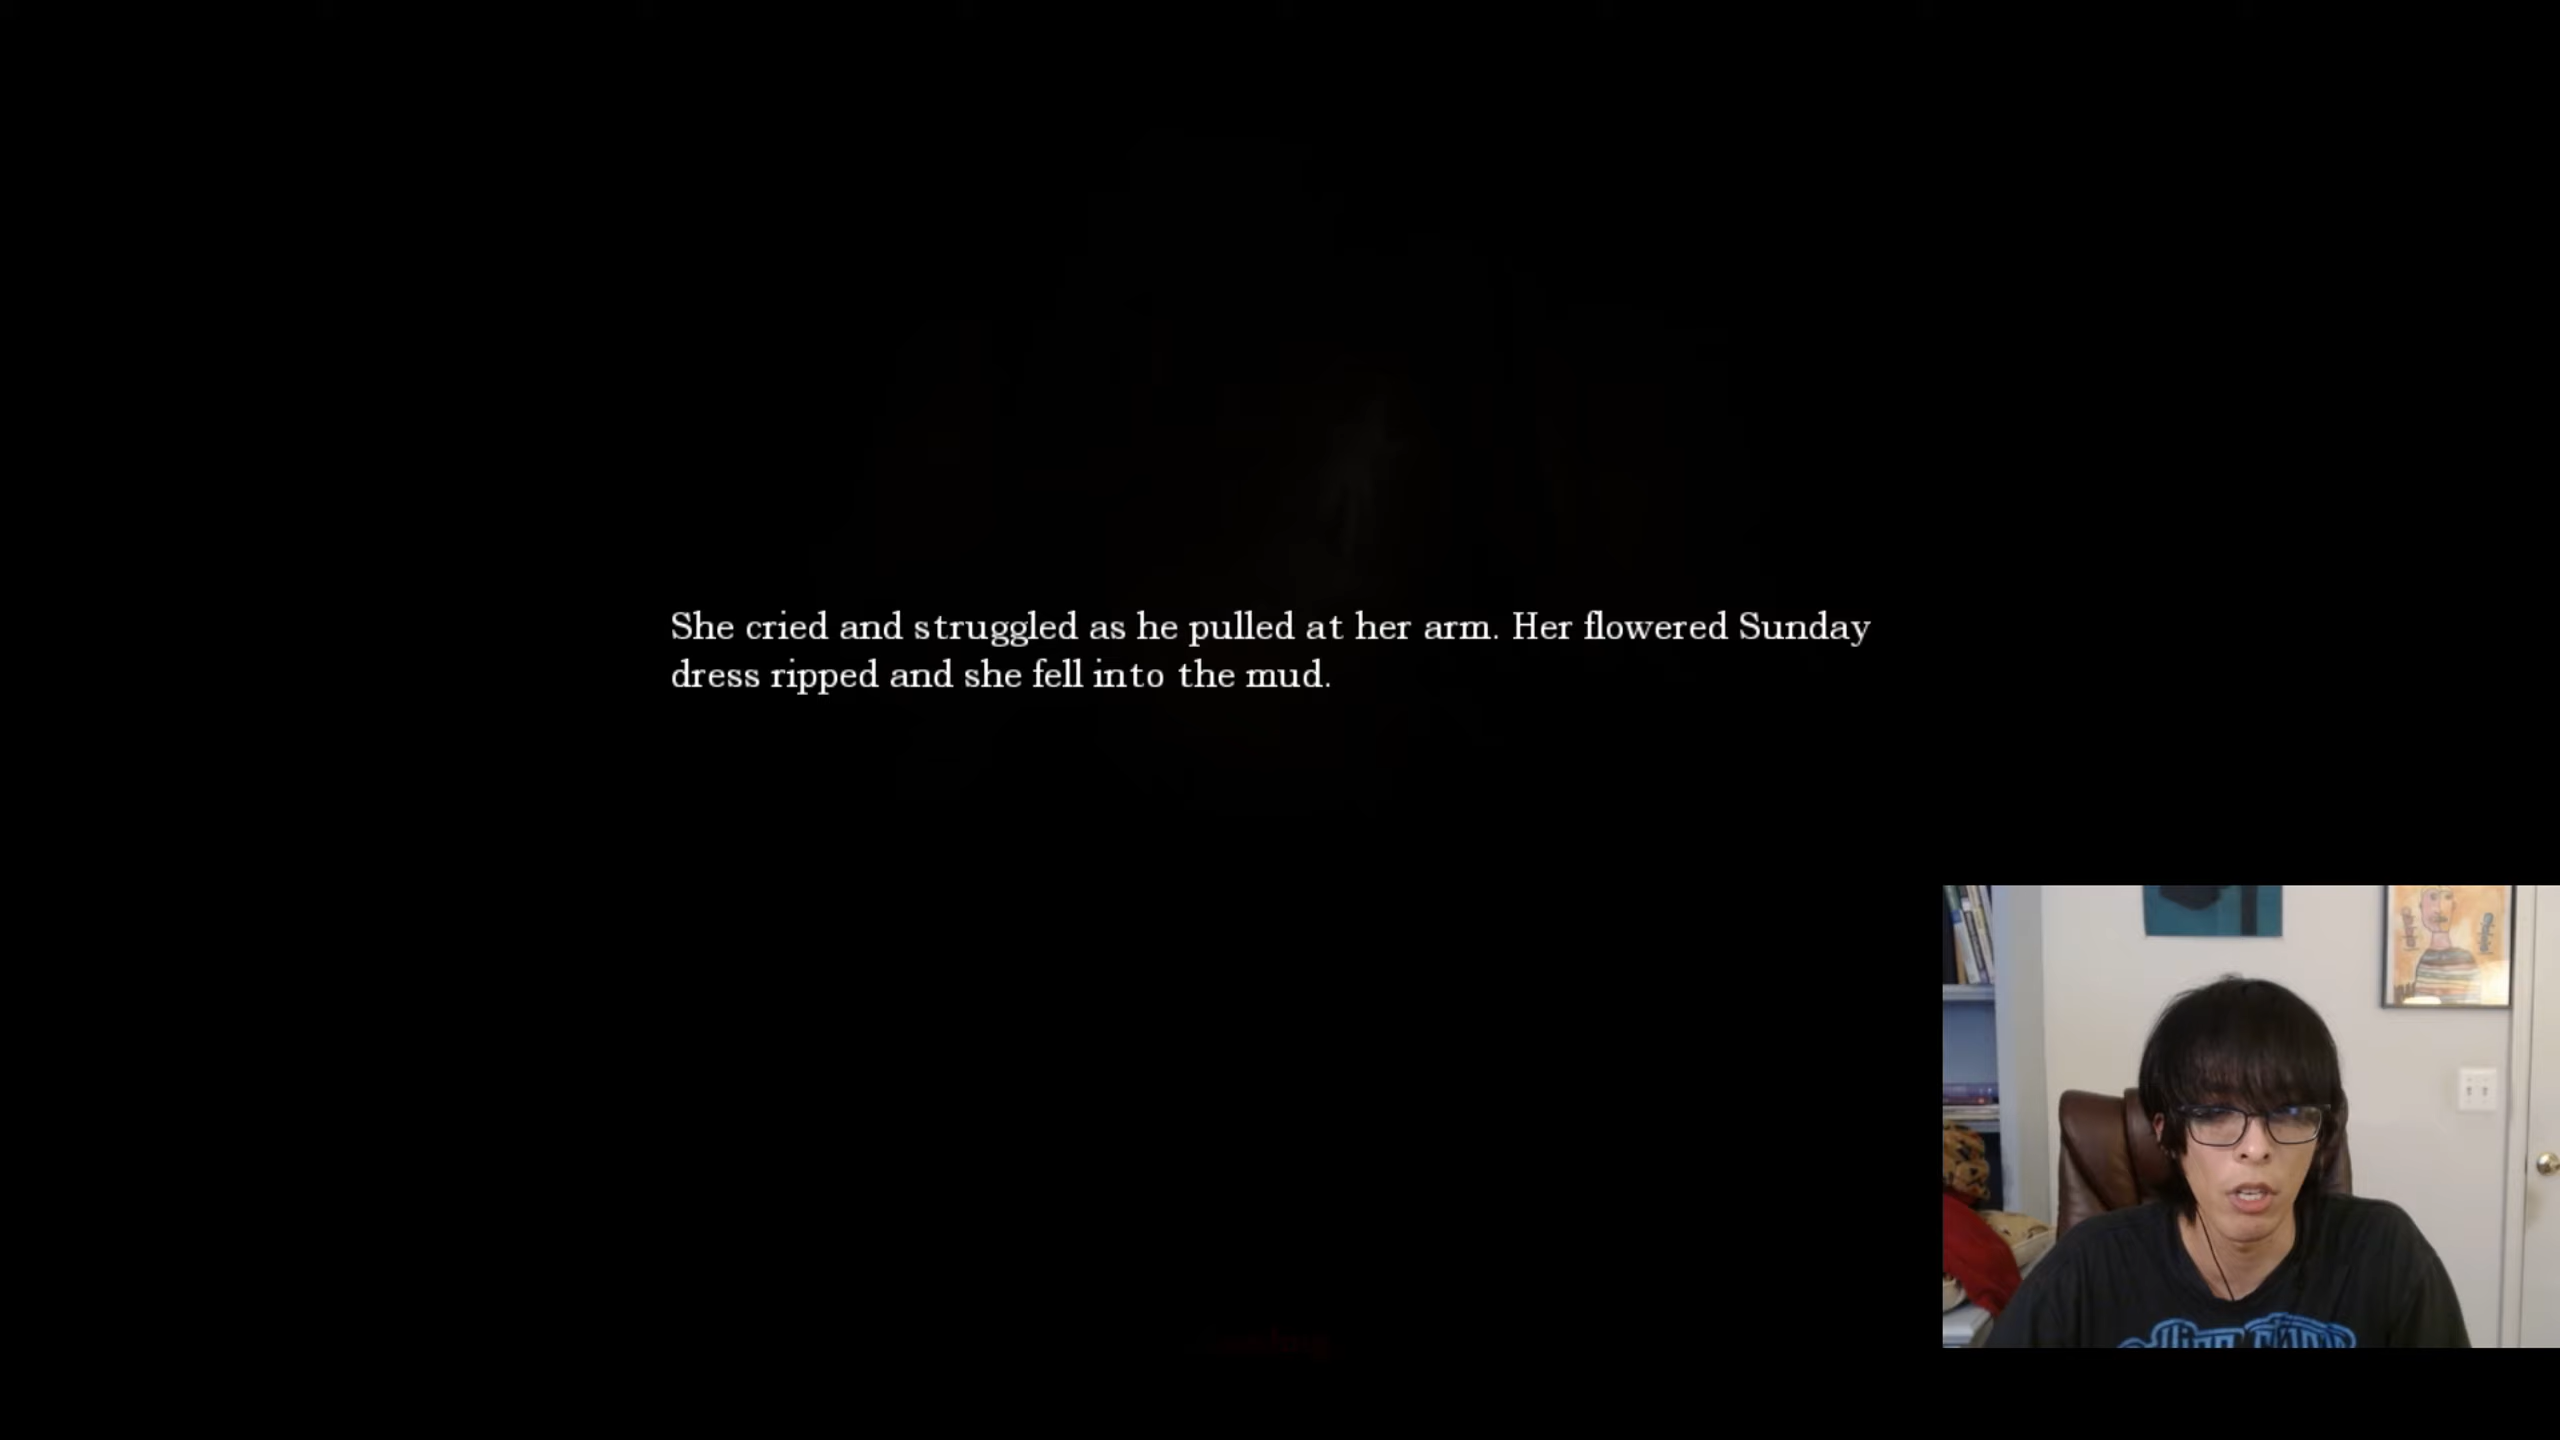 She cried and struggled as he pulled at her arm. Her flowered Sunday
dress ripped and she fell into the mud.